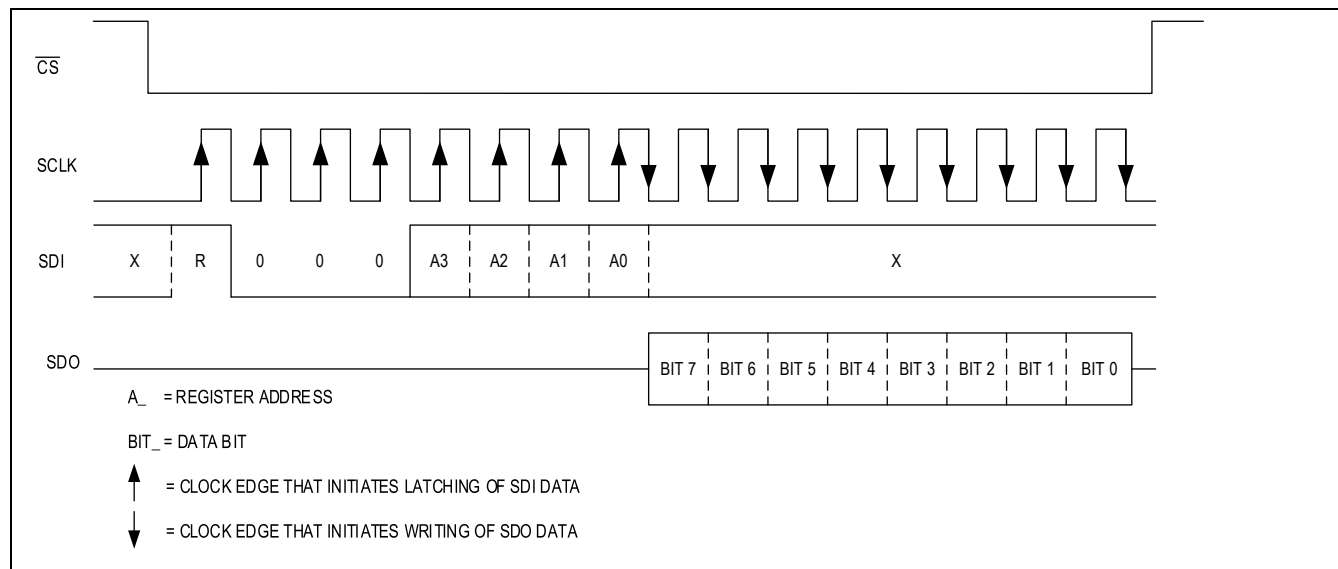 CS
SCLK
SDI X R 0 0 0 A3 A2 A1 A0 X
SDO BIT 7 BIT 6 BIT 5 BIT 4 BIT 3 BIT 2 BIT 1 BIT 0
A_ = REGISTER ADDRESS
BIT_ = DATA BIT
= CLOCK EDGE THAT INITIATES LATCHING OF SDI DATA
= CLOCK EDGE THAT INITIATES WRITING OF SDO DATA